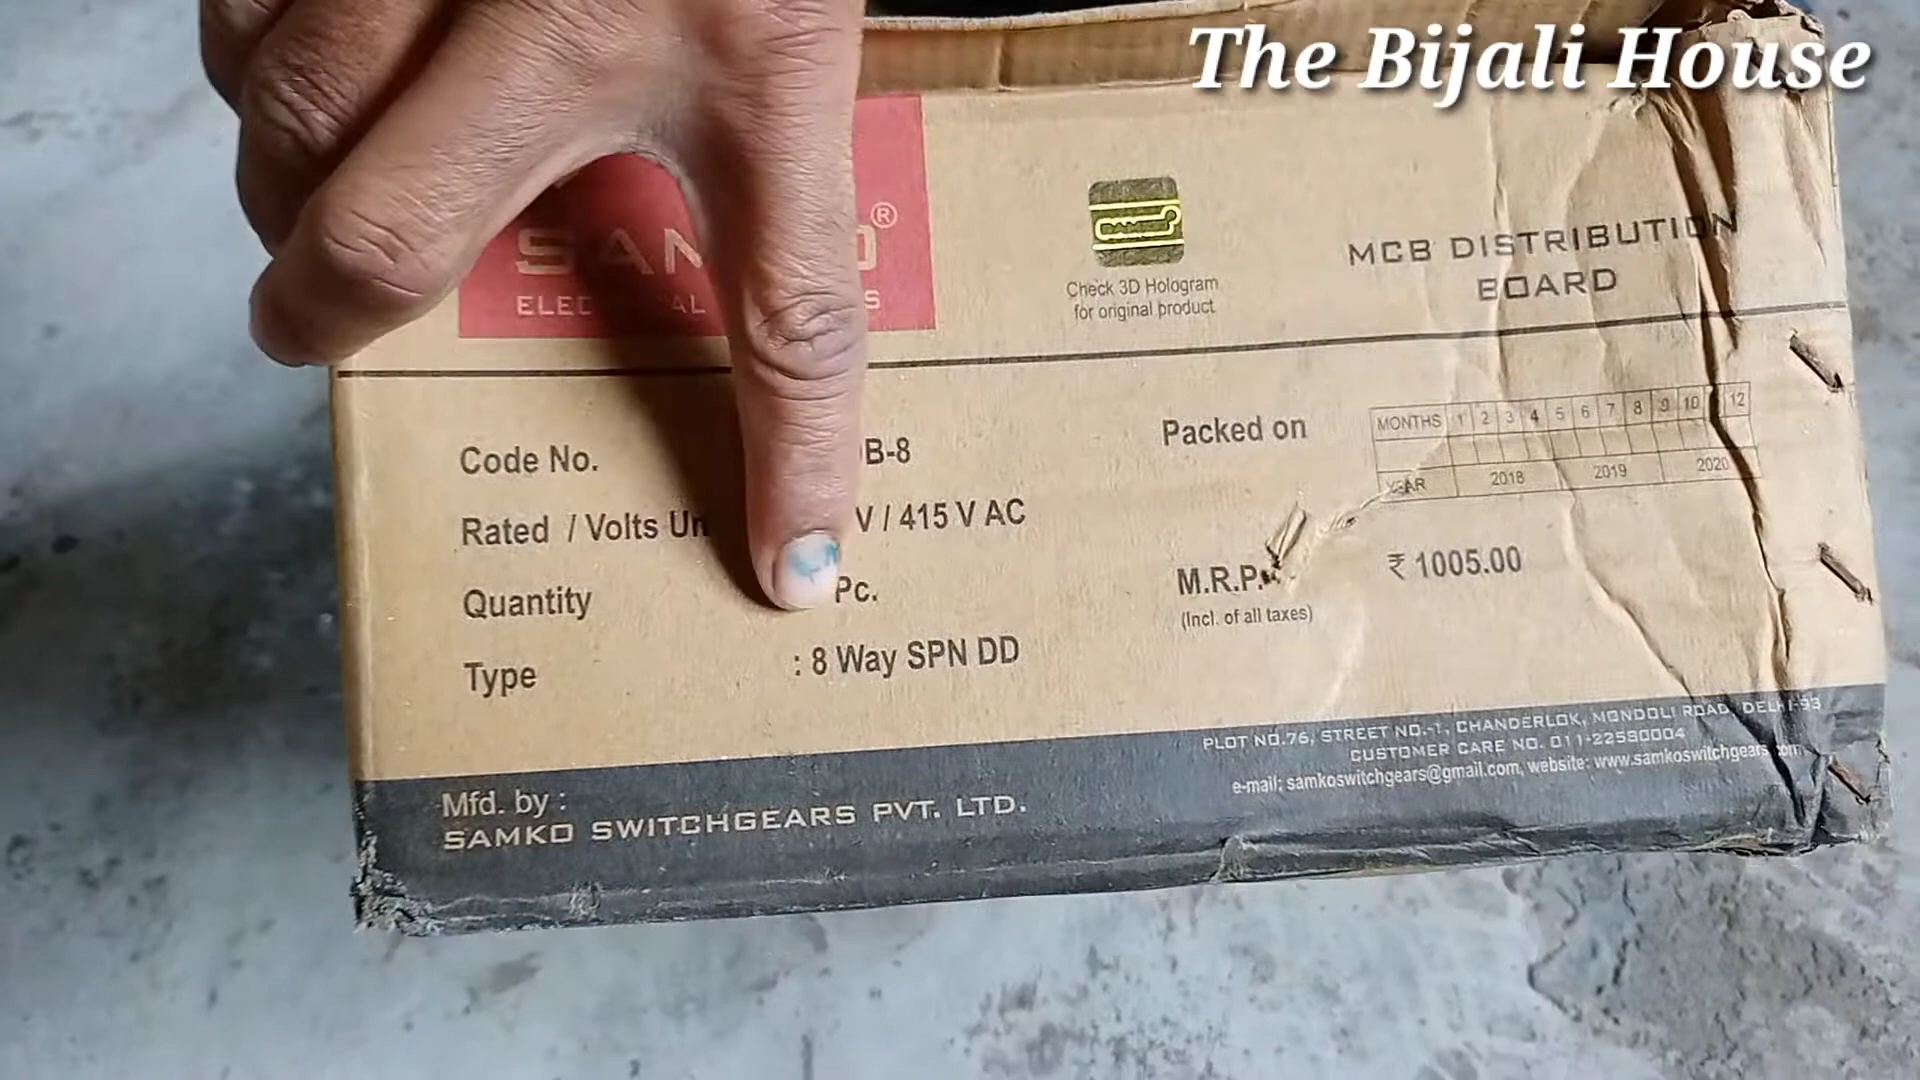 The Bijali House
®
Check 3D Hologram
for original product
MCB DISTRIBUTION
BOARD
Code No.
B-8
Rated / Volts Un
V / 415 V AC
Quantity
Pc.
Type
: 8 Way SPN DD
Packed on
MONTHS 1 2 3 4 5 6 7 8 9 10 12
YEAR 2018 2019 2020
M.R.P.
₹ 1005.00
(Incl. of all taxes)
Mfd. by :
SAMKO SWITCHGEARS PVT. LTD.
PLOT NO.76, STREET NO.-1, CHANDERLOK, MONDOLI ROAD, DELHI-93
CUSTOMER CARE NO. 011-22590004
e-mail: samkoswitchgears@gmail.com, website: www.samkoswitchgears.com